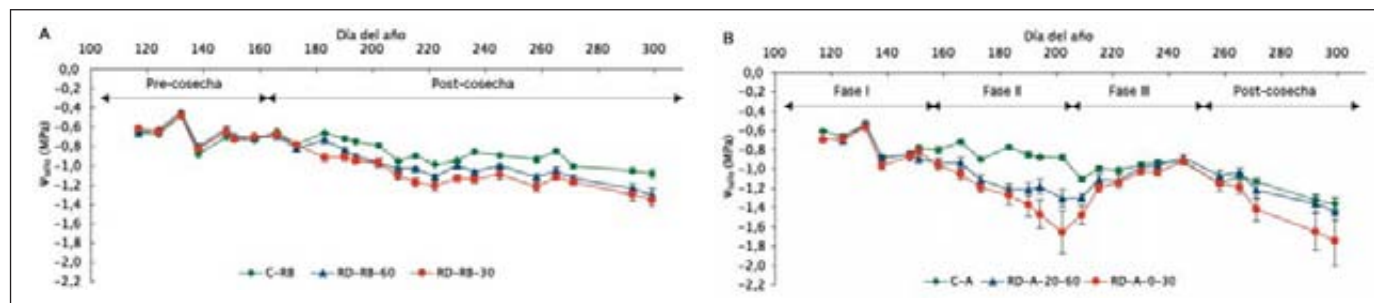 A
Día del año
100 120 140 160 180 200 220 240 260 280 300
0,0
Pre-cosecha Post-cosecha
-0,2
-0,4
-0,6
-0,8
-1,0
-1,2
-1,4
-1,6
-1,8
-2,0
-2,2
Ψtallo (MPa)
C-RB RD-RB-60 RD-RB-30
B
Día del año
100 120 140 160 180 200 220 240 260 280 300
0,0
Fase I Fase II Fase III Post-cosecha
-0,2
-0,4
-0,6
-0,8
-1,0
-1,2
-1,4
-1,6
-1,8
-2,0
-2,2
Ψtallo (MPa)
C-A RD-A-20-60 RD-A-0-30